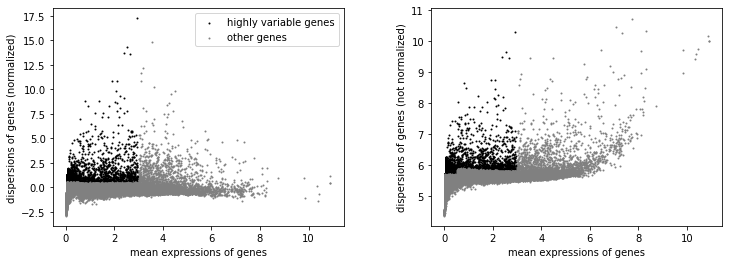 dispersions of genes (normalized)
17.5
15.0
12.5
10.0
7.5
5.0
2.5
0.0
−2.5
highly variable genes
other genes
0 2 4 6 8 10
mean expressions of genes
dispersions of genes (not normalized)
11
10
9
8
7
6
5
0 2 4 6 8 10
mean expressions of genes